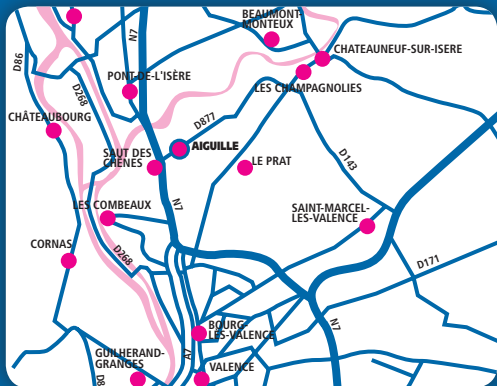 BEAUMONT-
MONTEUX
N7
D86
CHATEAUNEUF-SUR-ISERE
PONT-DE-L'ISÈRE
LES CHAMPAGNOLIES
D268
CHÂTEAUBOURG
D877
AIGUILLE
SAUT DES
CHÊNES
LE PRAT
D143
LES COMBEAUX
N7
SAINT-MARCEL-
LES-VALENCE
CORNAS
D268
D171
BOURG-
LES-VALENCE
N7
GUILHERAND-
GRANGES
A7
VALENCE
D8